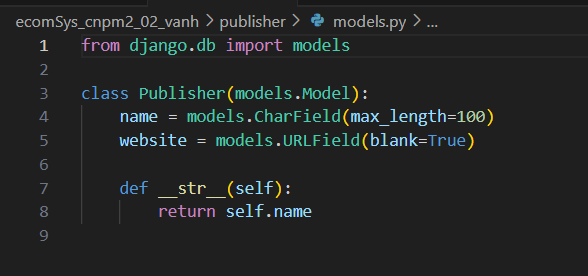 ecomSys_cnpm2_02_vanh > publisher > models.py > ...
1 from django.db import models
2
3 class Publisher(models.Model):
4     name = models.CharField(max_length=100)
5     website = models.URLField(blank=True)
6
7     def __str__(self):
8         return self.name
9